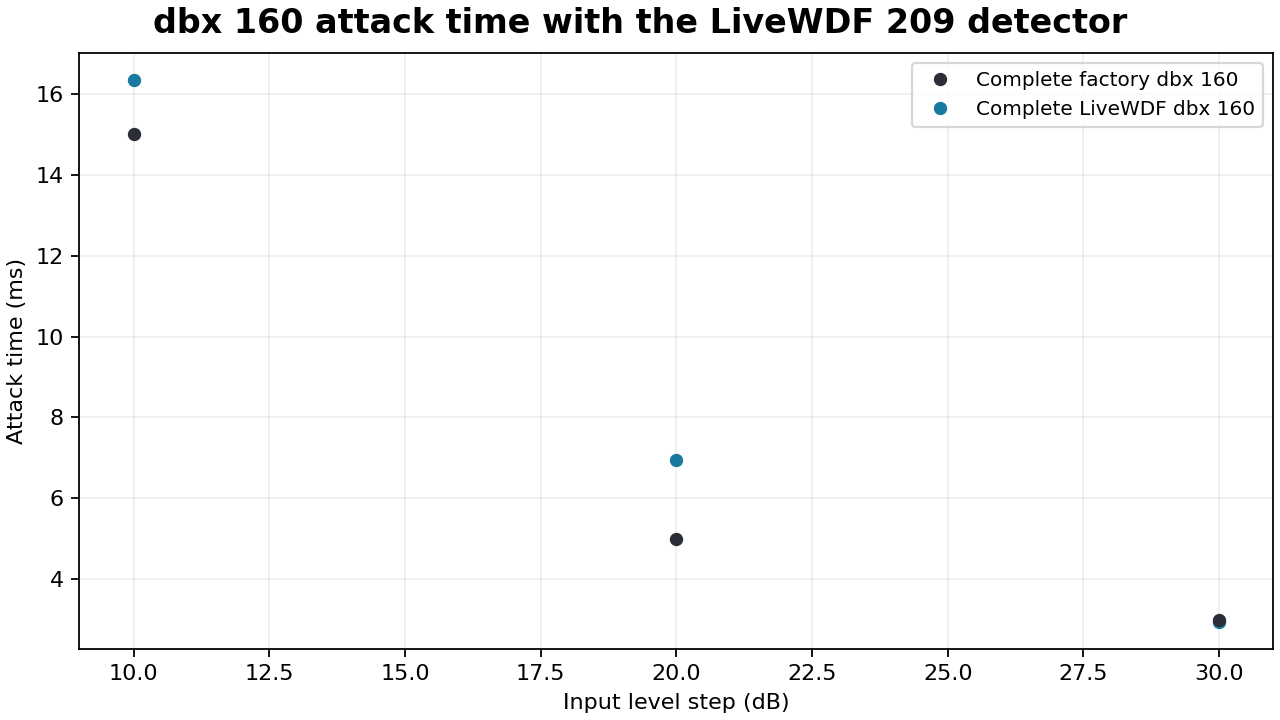 dbx 160 attack time with the LiveWDF 209 detector
Complete factory dbx 160
Complete LiveWDF dbx 160
Attack time (ms)
16
14
12
10
8
6
4
10.0 12.5 15.0 17.5 20.0 22.5 25.0 27.5 30.0
Input level step (dB)